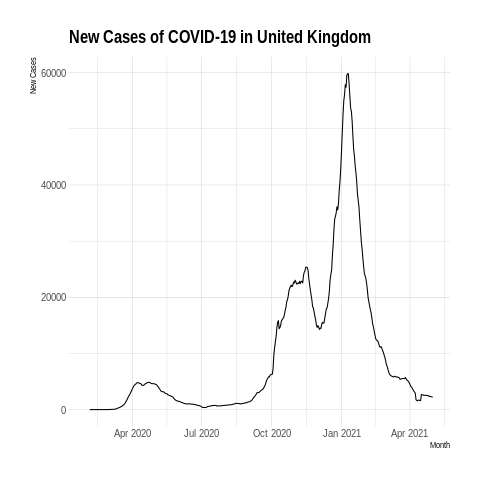 New Cases of COVID-19 in United Kingdom
New Cases
60000
40000
20000
0
Apr 2020 Jul 2020 Oct 2020 Jan 2021 Apr 2021
Month